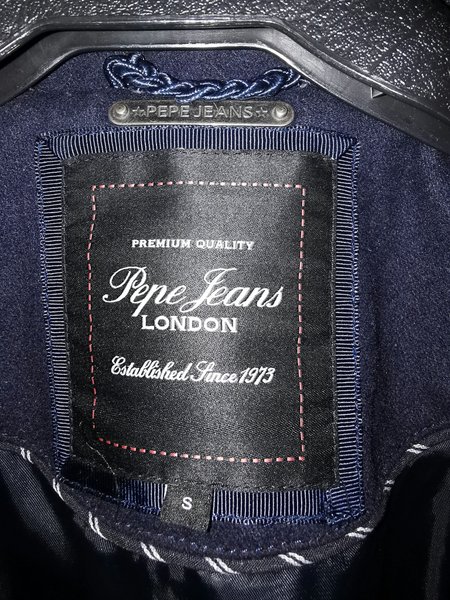 ★PEPE JEANS★
PREMIUM QUALITY
Pepe Jeans
LONDON
Established Since 1973
S